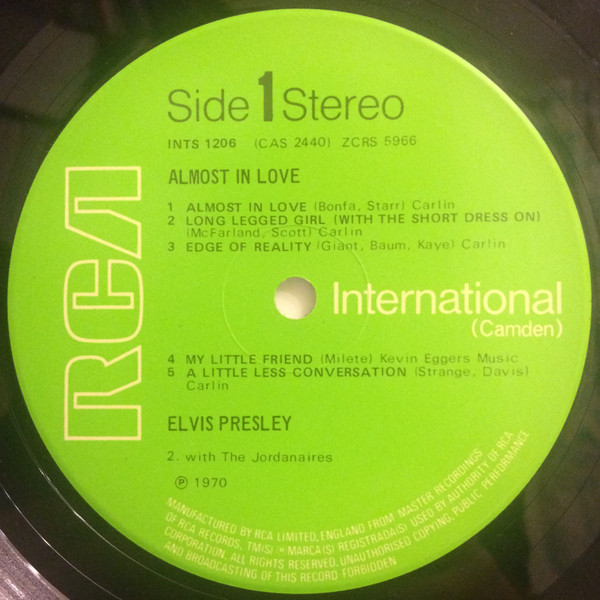 Side 1 Stereo
INTS 1206 (CAS 2440) ZCRS 5966
ALMOST IN LOVE
1 ALMOST IN LOVE (Bonfa, Starr) Carlin
2 LONG LEGGED GIRL (WITH THE SHORT DRESS ON)
(McFarland, Scott) Carlin
3 EDGE OF REALITY (Giant, Baum, Kaye) Carlin
RCA
International
(Camden)
4 MY LITTLE FRIEND (Milete) Kevin Eggers Music
5 A LITTLE LESS CONVERSATION (Strange, Davis)
Carlin
ELVIS PRESLEY
2. with The Jordanaires
℗ 1970
MANUFACTURED BY RCA LIMITED, ENGLAND FROM MASTER RECORDINGS
OF RCA RECORDS, TM(S) ® MARCA(S) REGISTRADA(S) USED BY AUTHORITY OF RCA
CORPORATION. ALL RIGHTS RESERVED. UNAUTHORISED COPYING, PUBLIC PERFORMANCE
AND BROADCASTING OF THIS RECORD FORBIDDEN